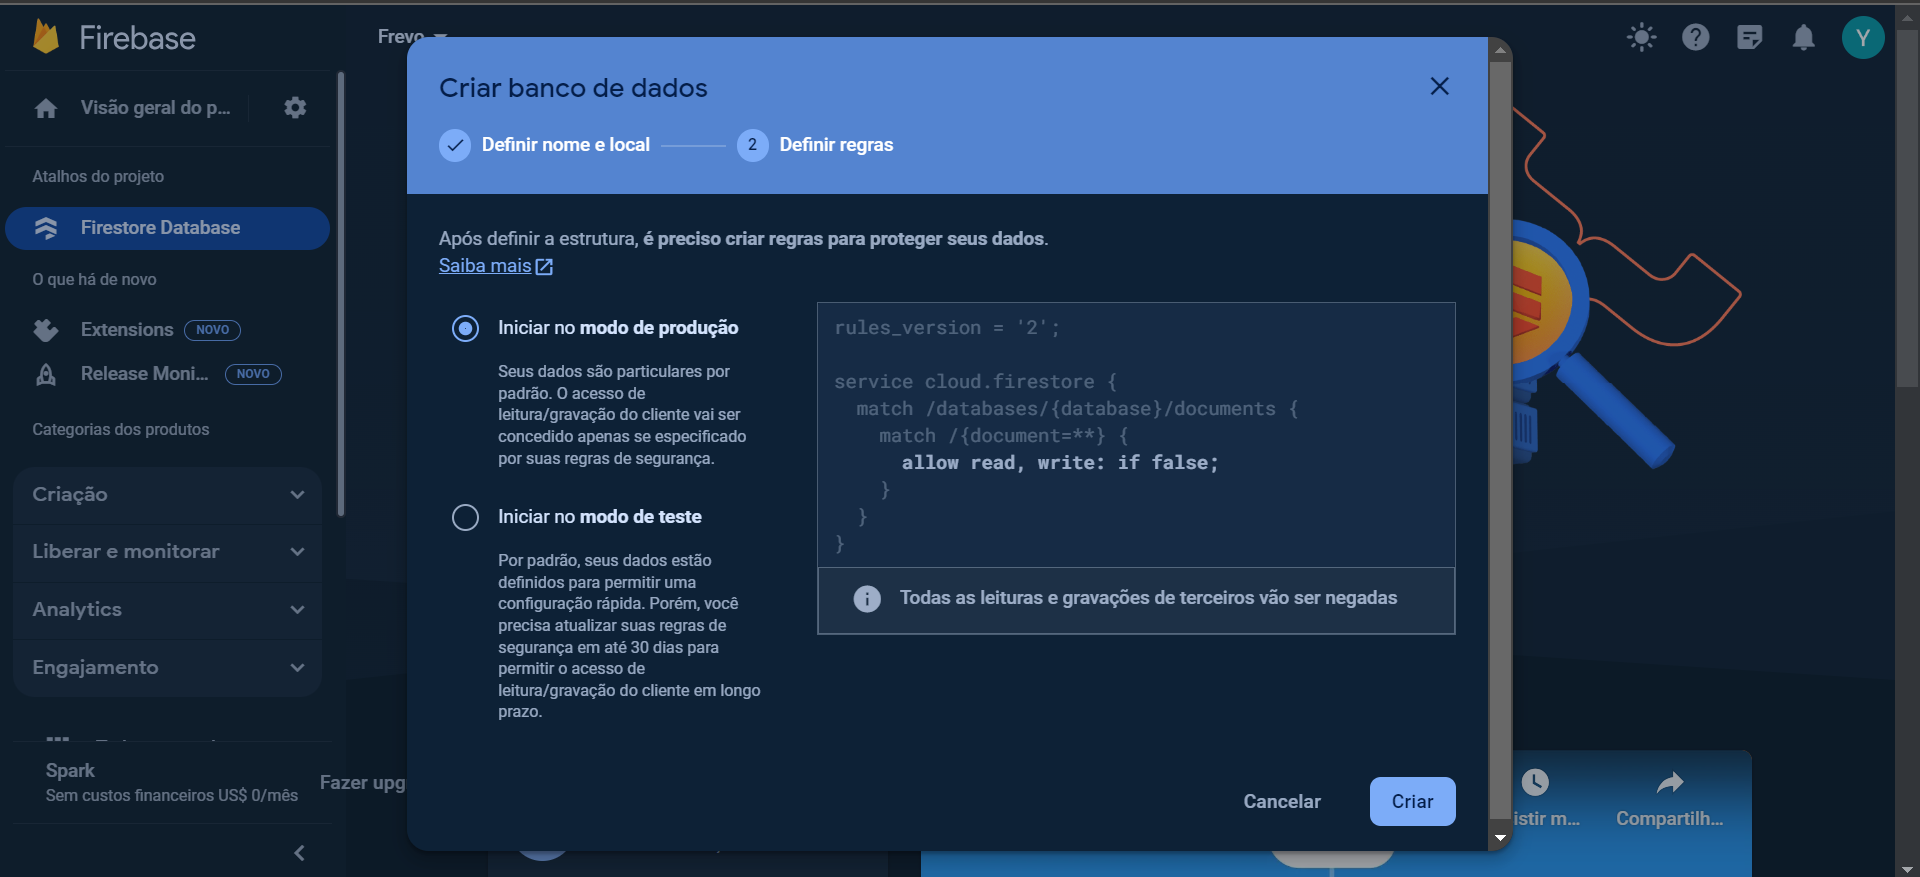 Firebase
Frevo
Y
Visão geral do p...
Atalhos do projeto
Firestore Database
O que há de novo
Extensions NOVO
Release Moni... NOVO
Categorias dos produtos
Criação
Liberar e monitorar
Analytics
Engajamento
Spark
Sem custos financeiros US$ 0/mês
Fazer upg
Criar banco de dados
Definir nome e local
2 Definir regras
Após definir a estrutura, é preciso criar regras para proteger seus dados.
Saiba mais
Iniciar no modo de produção
Seus dados são particulares por
padrão. O acesso de
leitura/gravação do cliente vai ser
concedido apenas se especificado
por suas regras de segurança.
Iniciar no modo de teste
Por padrão, seus dados estão
definidos para permitir uma
configuração rápida. Porém, você
precisa atualizar suas regras de
segurança em até 30 dias para
permitir o acesso de
leitura/gravação do cliente em longo
prazo.
rules_version = '2';
service cloud.firestore {
match /databases/{database}/documents {
match /{document=**} {
allow read, write: if false;
}
}
}
Todas as leituras e gravações de terceiros vão ser negadas
Cancelar
Criar
istir m...
Compartilh...